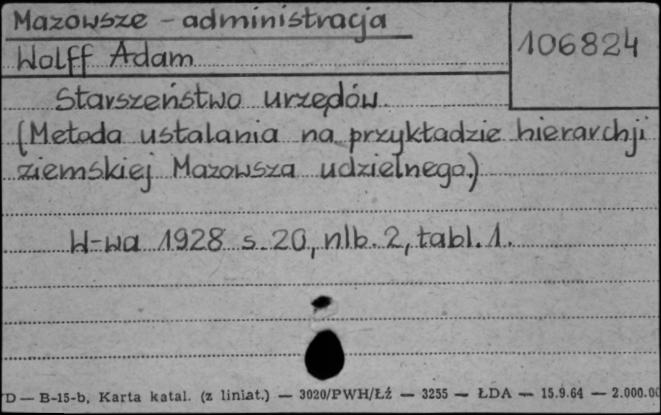 Mazowsze - administracja
106824
Wolff Adam
Starszeństwo urzędów.
(Metoda ustalania na przykładzie hierarchji
ziemskiej Mazowsza udzielnego.)
W-wa 1928 s. 20, nlb. 2, tabl. 1.
D — B-15-b, Karta katal. (z liniat.) — 3020/PWH/Łź — 3255 — ŁDA — 15.9.64 — 2.000.00